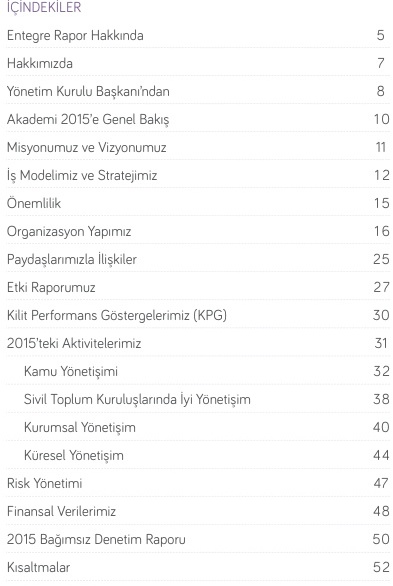 İÇİNDEKİLER
Entegre Rapor Hakkında 5
Hakkımızda 7
Yönetim Kurulu Başkanı'ndan 8
Akademi 2015'e Genel Bakış 10
Misyonumuz ve Vizyonumuz 11
İş Modelimiz ve Stratejimiz 12
Önemlilik 15
Organizasyon Yapımız 16
Paydaşlarımızla İlişkiler 25
Etki Raporumuz 27
Kilit Performans Göstergelerimiz (KPG) 30
2015'teki Aktivitelerimiz 31
Kamu Yönetişimi 32
Sivil Toplum Kuruluşlarında İyi Yönetişim 38
Kurumsal Yönetişim 40
Küresel Yönetişim 44
Risk Yönetimi 47
Finansal Verilerimiz 48
2015 Bağımsız Denetim Raporu 50
Kısaltmalar 52